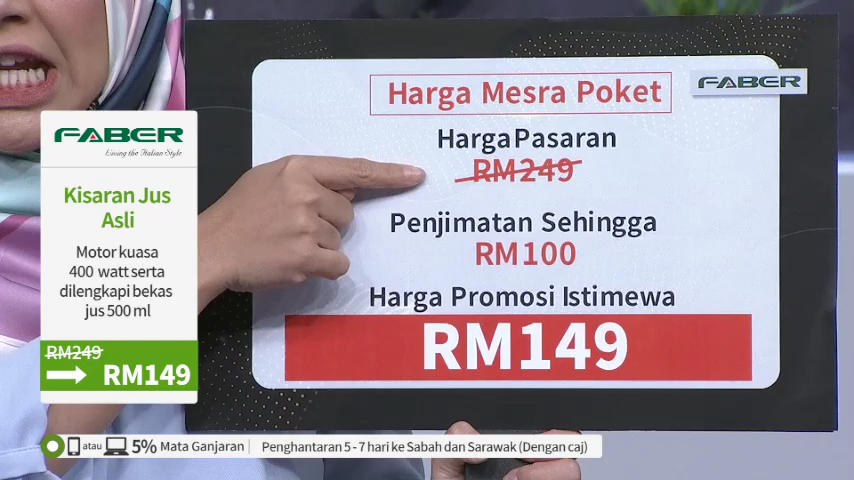 Harga Mesra Poket
FABER
Harga Pasaran
RM249
Penjimatan Sehingga
RM100
Harga Promosi Istimewa
RM149
FABER
Living the Italian Style
Kisaran Jus
Asli
Motor kuasa
400 watt serta
dilengkapi bekas
jus 500 ml
RM249
RM149
atau 5% Mata Ganjaran | Penghantaran 5 - 7 hari ke Sabah dan Sarawak (Dengan caj)